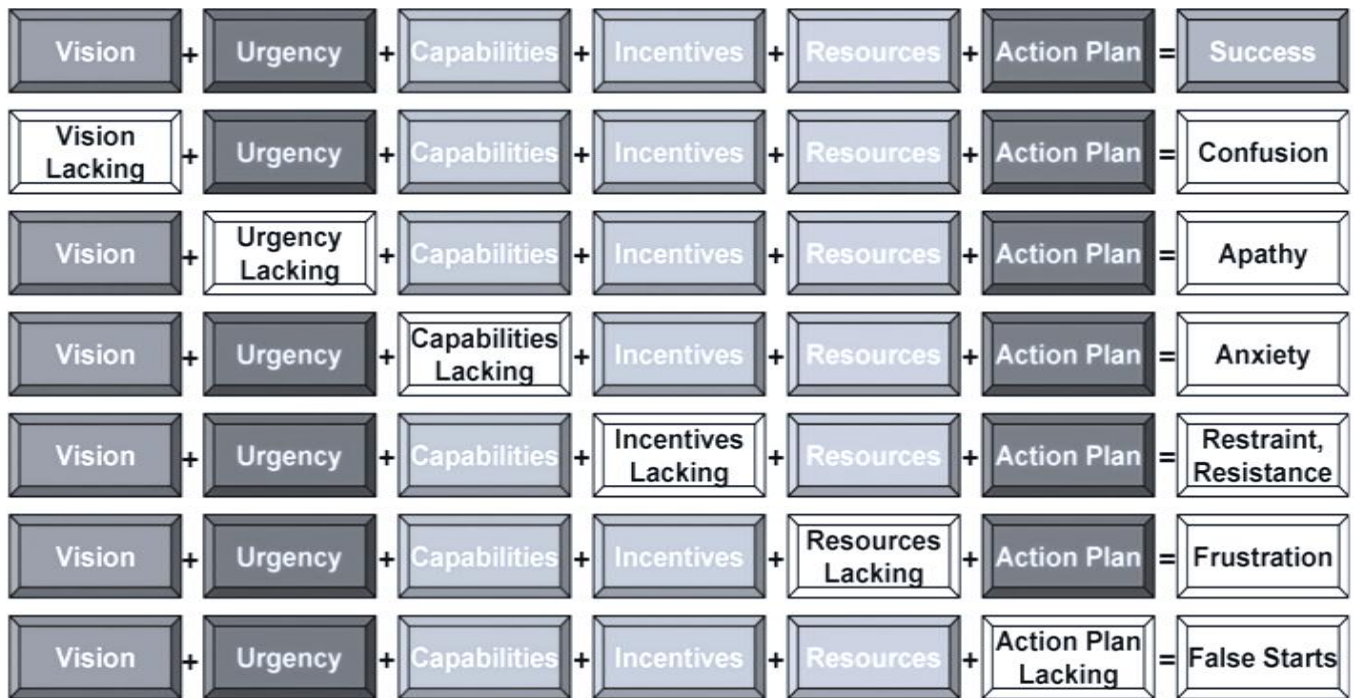 Vision + Urgency + Capabilities + Incentives + Resources + Action Plan = Success
Vision Lacking + Urgency + Capabilities + Incentives + Resources + Action Plan = Confusion
Vision + Urgency Lacking + Capabilities + Incentives + Resources + Action Plan = Apathy
Vision + Urgency + Capabilities Lacking + Incentives + Resources + Action Plan = Anxiety
Vision + Urgency + Capabilities + Incentives Lacking + Resources + Action Plan = Restraint, Resistance
Vision + Urgency + Capabilities + Incentives + Resources Lacking + Action Plan = Frustration
Vision + Urgency + Capabilities + Incentives + Resources + Action Plan Lacking = False Starts